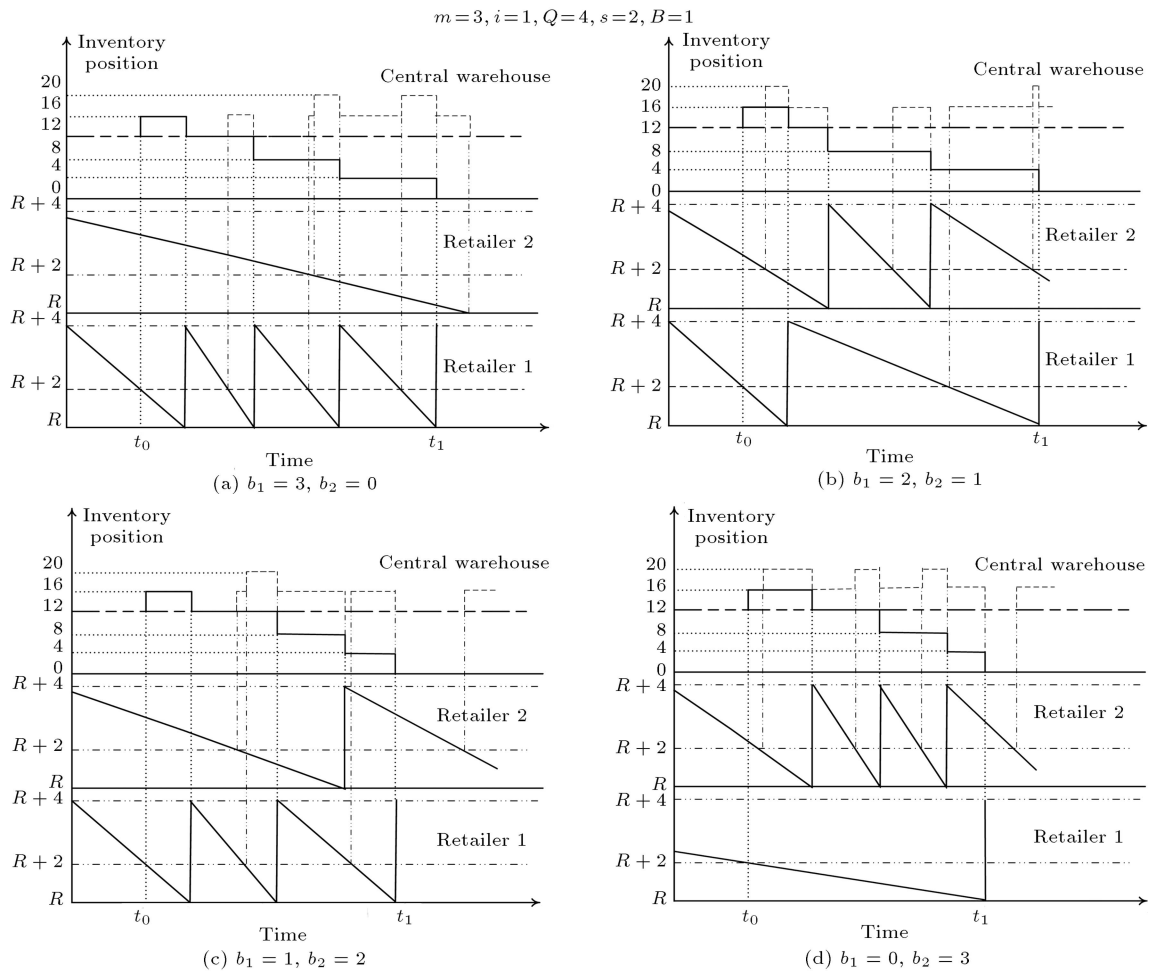 m=3, i=1, Q=4, s=2, B=1
Inventory
position
Central warehouse
20
16
12
8
4
0
R + 4
Retailer 2
R + 2
R
R + 4
Retailer 1
R + 2
R
t0
t1
Time
(a) b1 = 3, b2 = 0
Inventory
position
Central warehouse
20
16
12
8
4
0
R + 4
Retailer 2
R + 2
R
R + 4
Retailer 1
R + 2
R
t0
t1
Time
(b) b1 = 2, b2 = 1
Inventory
position
Central warehouse
20
16
12
8
4
0
R + 4
Retailer 2
R + 2
R
R + 4
Retailer 1
R + 2
R
t0
t1
Time
(c) b1 = 1, b2 = 2
Inventory
position
Central warehouse
20
16
12
8
4
0
R + 4
Retailer 2
R + 2
R
R + 4
Retailer 1
R + 2
R
t0
t1
Time
(d) b1 = 0, b2 = 3